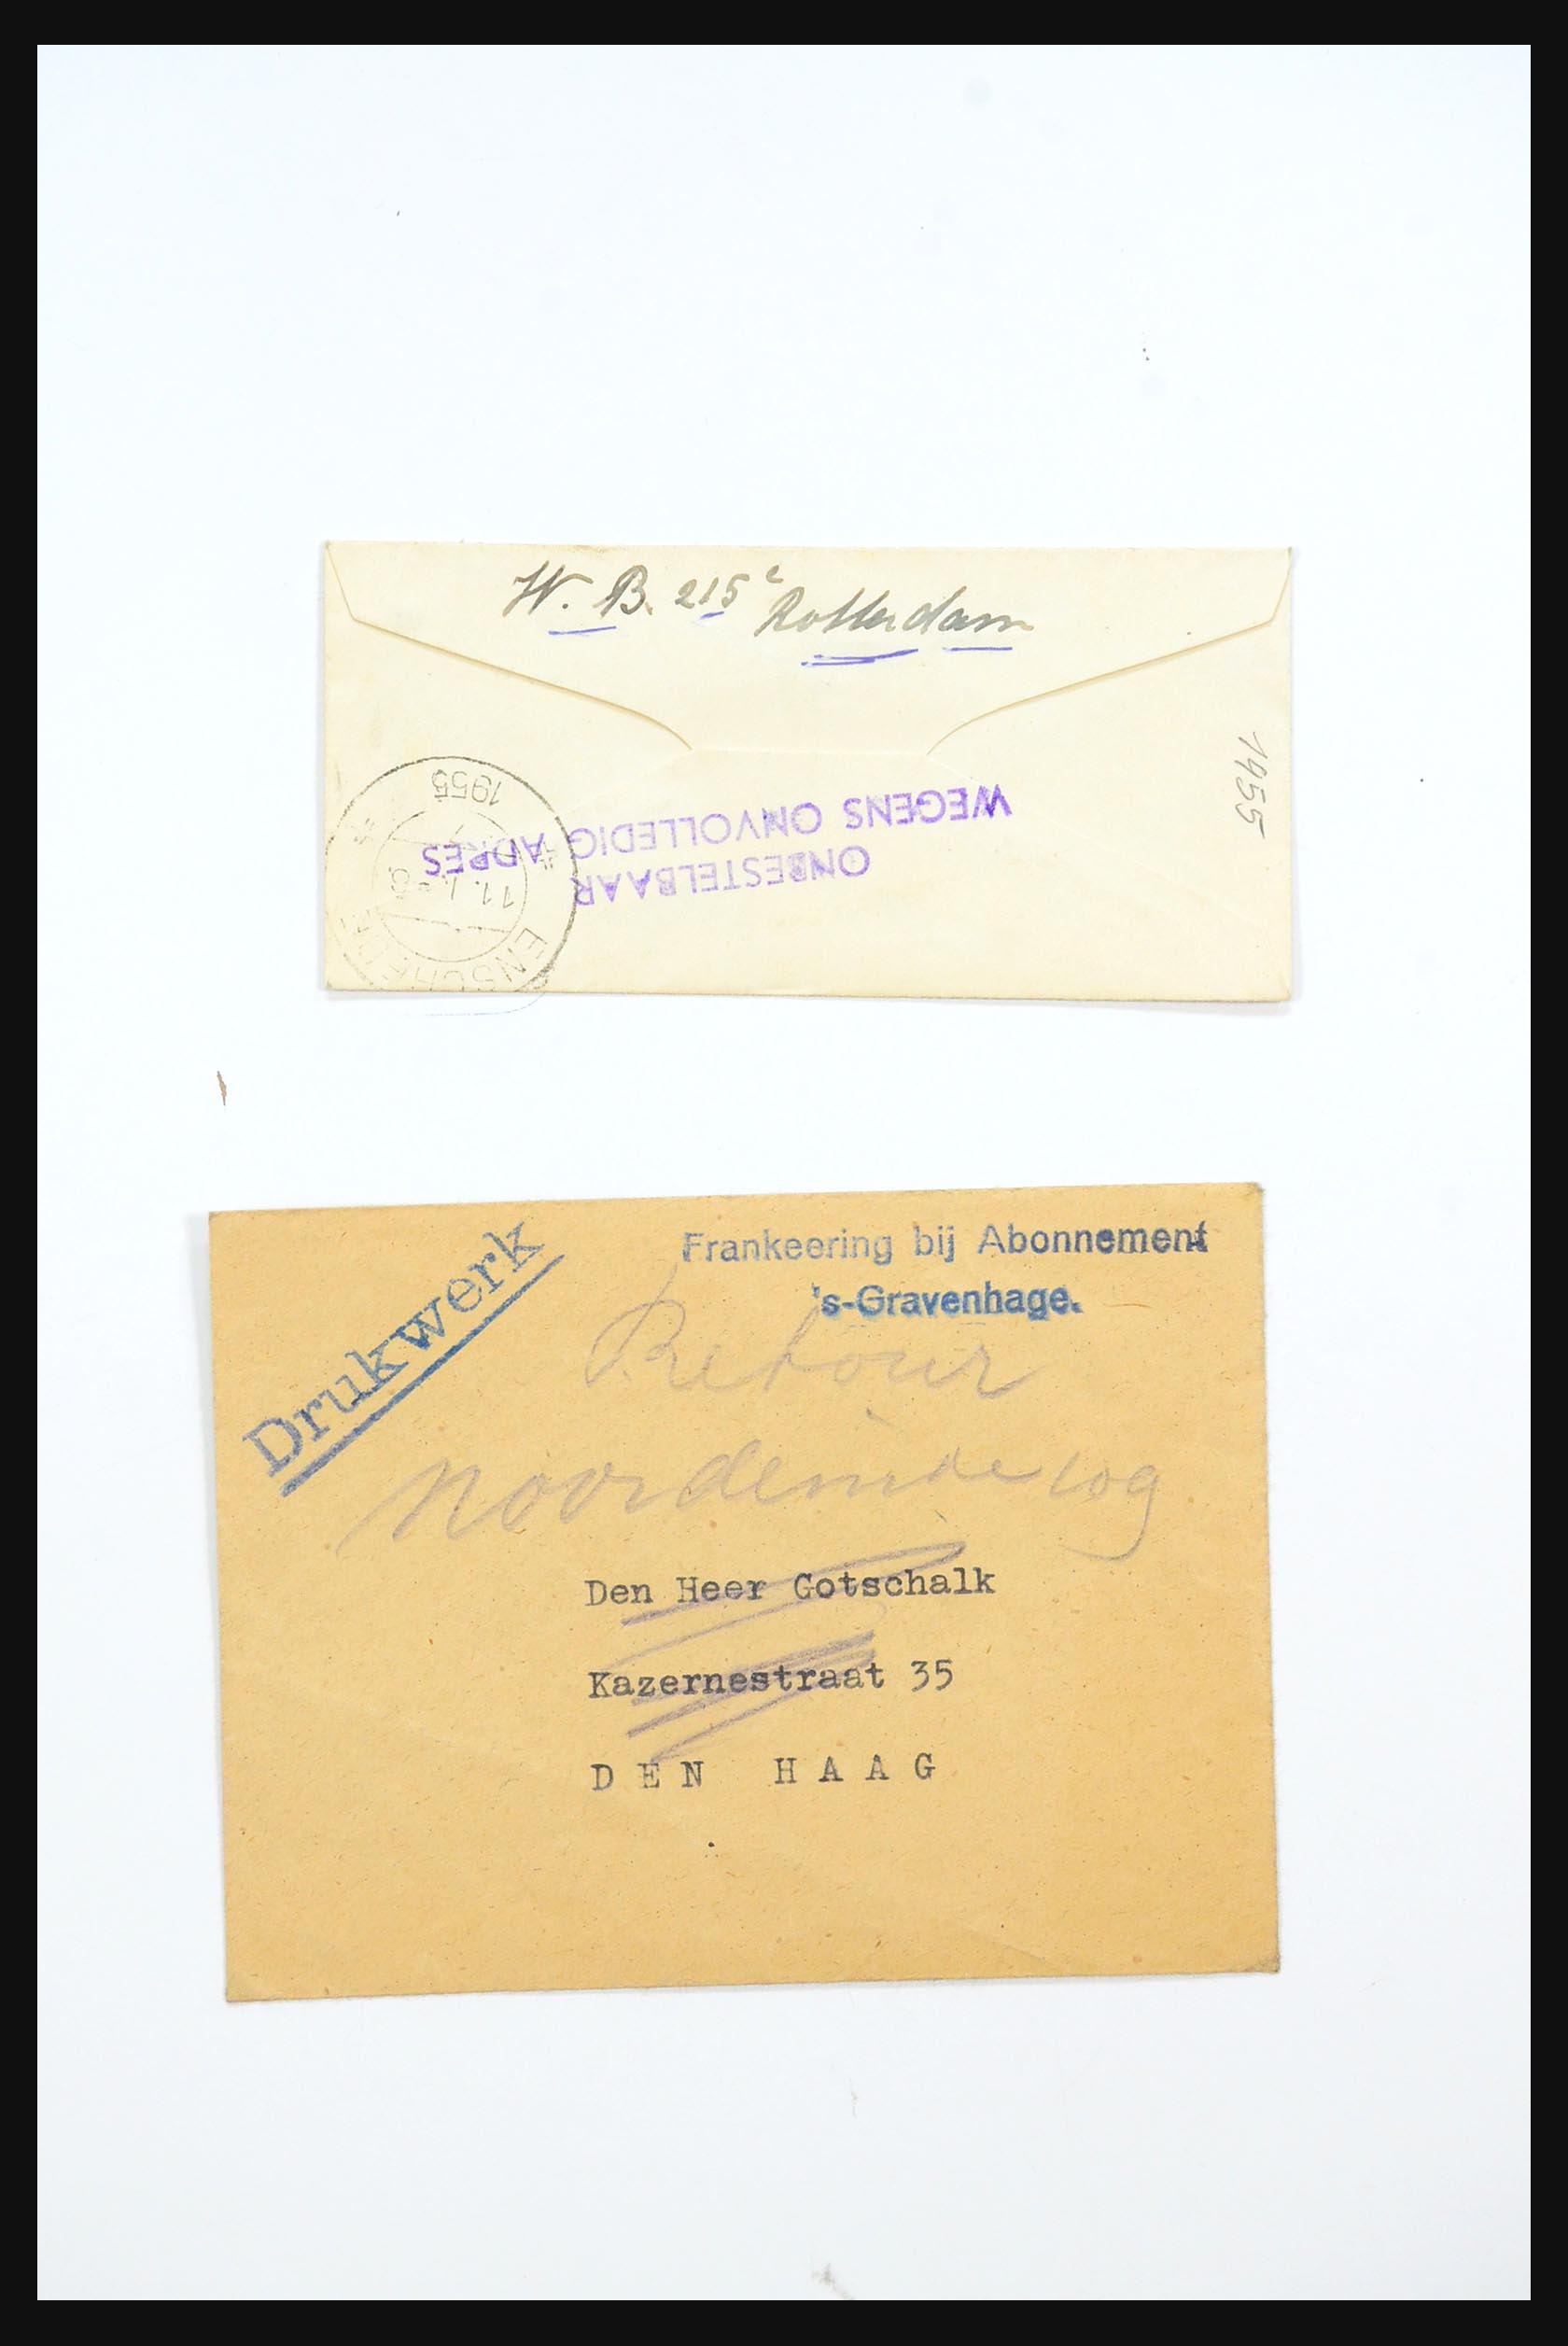 W. B. 215c
Rotterdam
1955
ONBESTELBAAR
WEGENS ONVOLLEDIG ADRES
ENSCHEDE
1955
Drukwerk
Frankeering bij Abonnement
's-Gravenhage.
Retour
Noordeinde 109
Den Heer Gotschalk
Kazernestraat 35
DEN HAAG